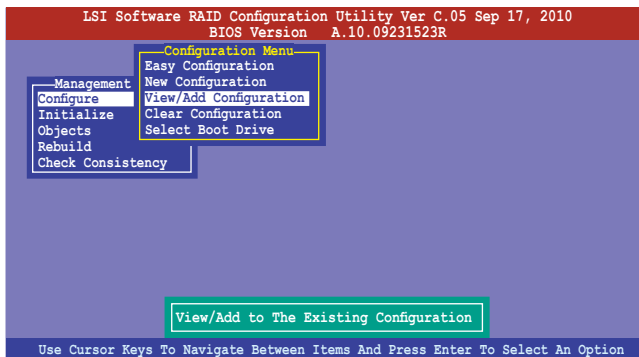 LSI Software RAID Configuration Utility Ver C.05 Sep 17, 2010
BIOS Version A.10.09231523R
Configuration Menu
Easy Configuration
New Configuration
View/Add Configuration
Clear Configuration
Select Boot Drive
Management
Configure
Initialize
Objects
Rebuild
Check Consistency
View/Add to The Existing Configuration
Use Cursor Keys To Navigate Between Items And Press Enter To Select An Option